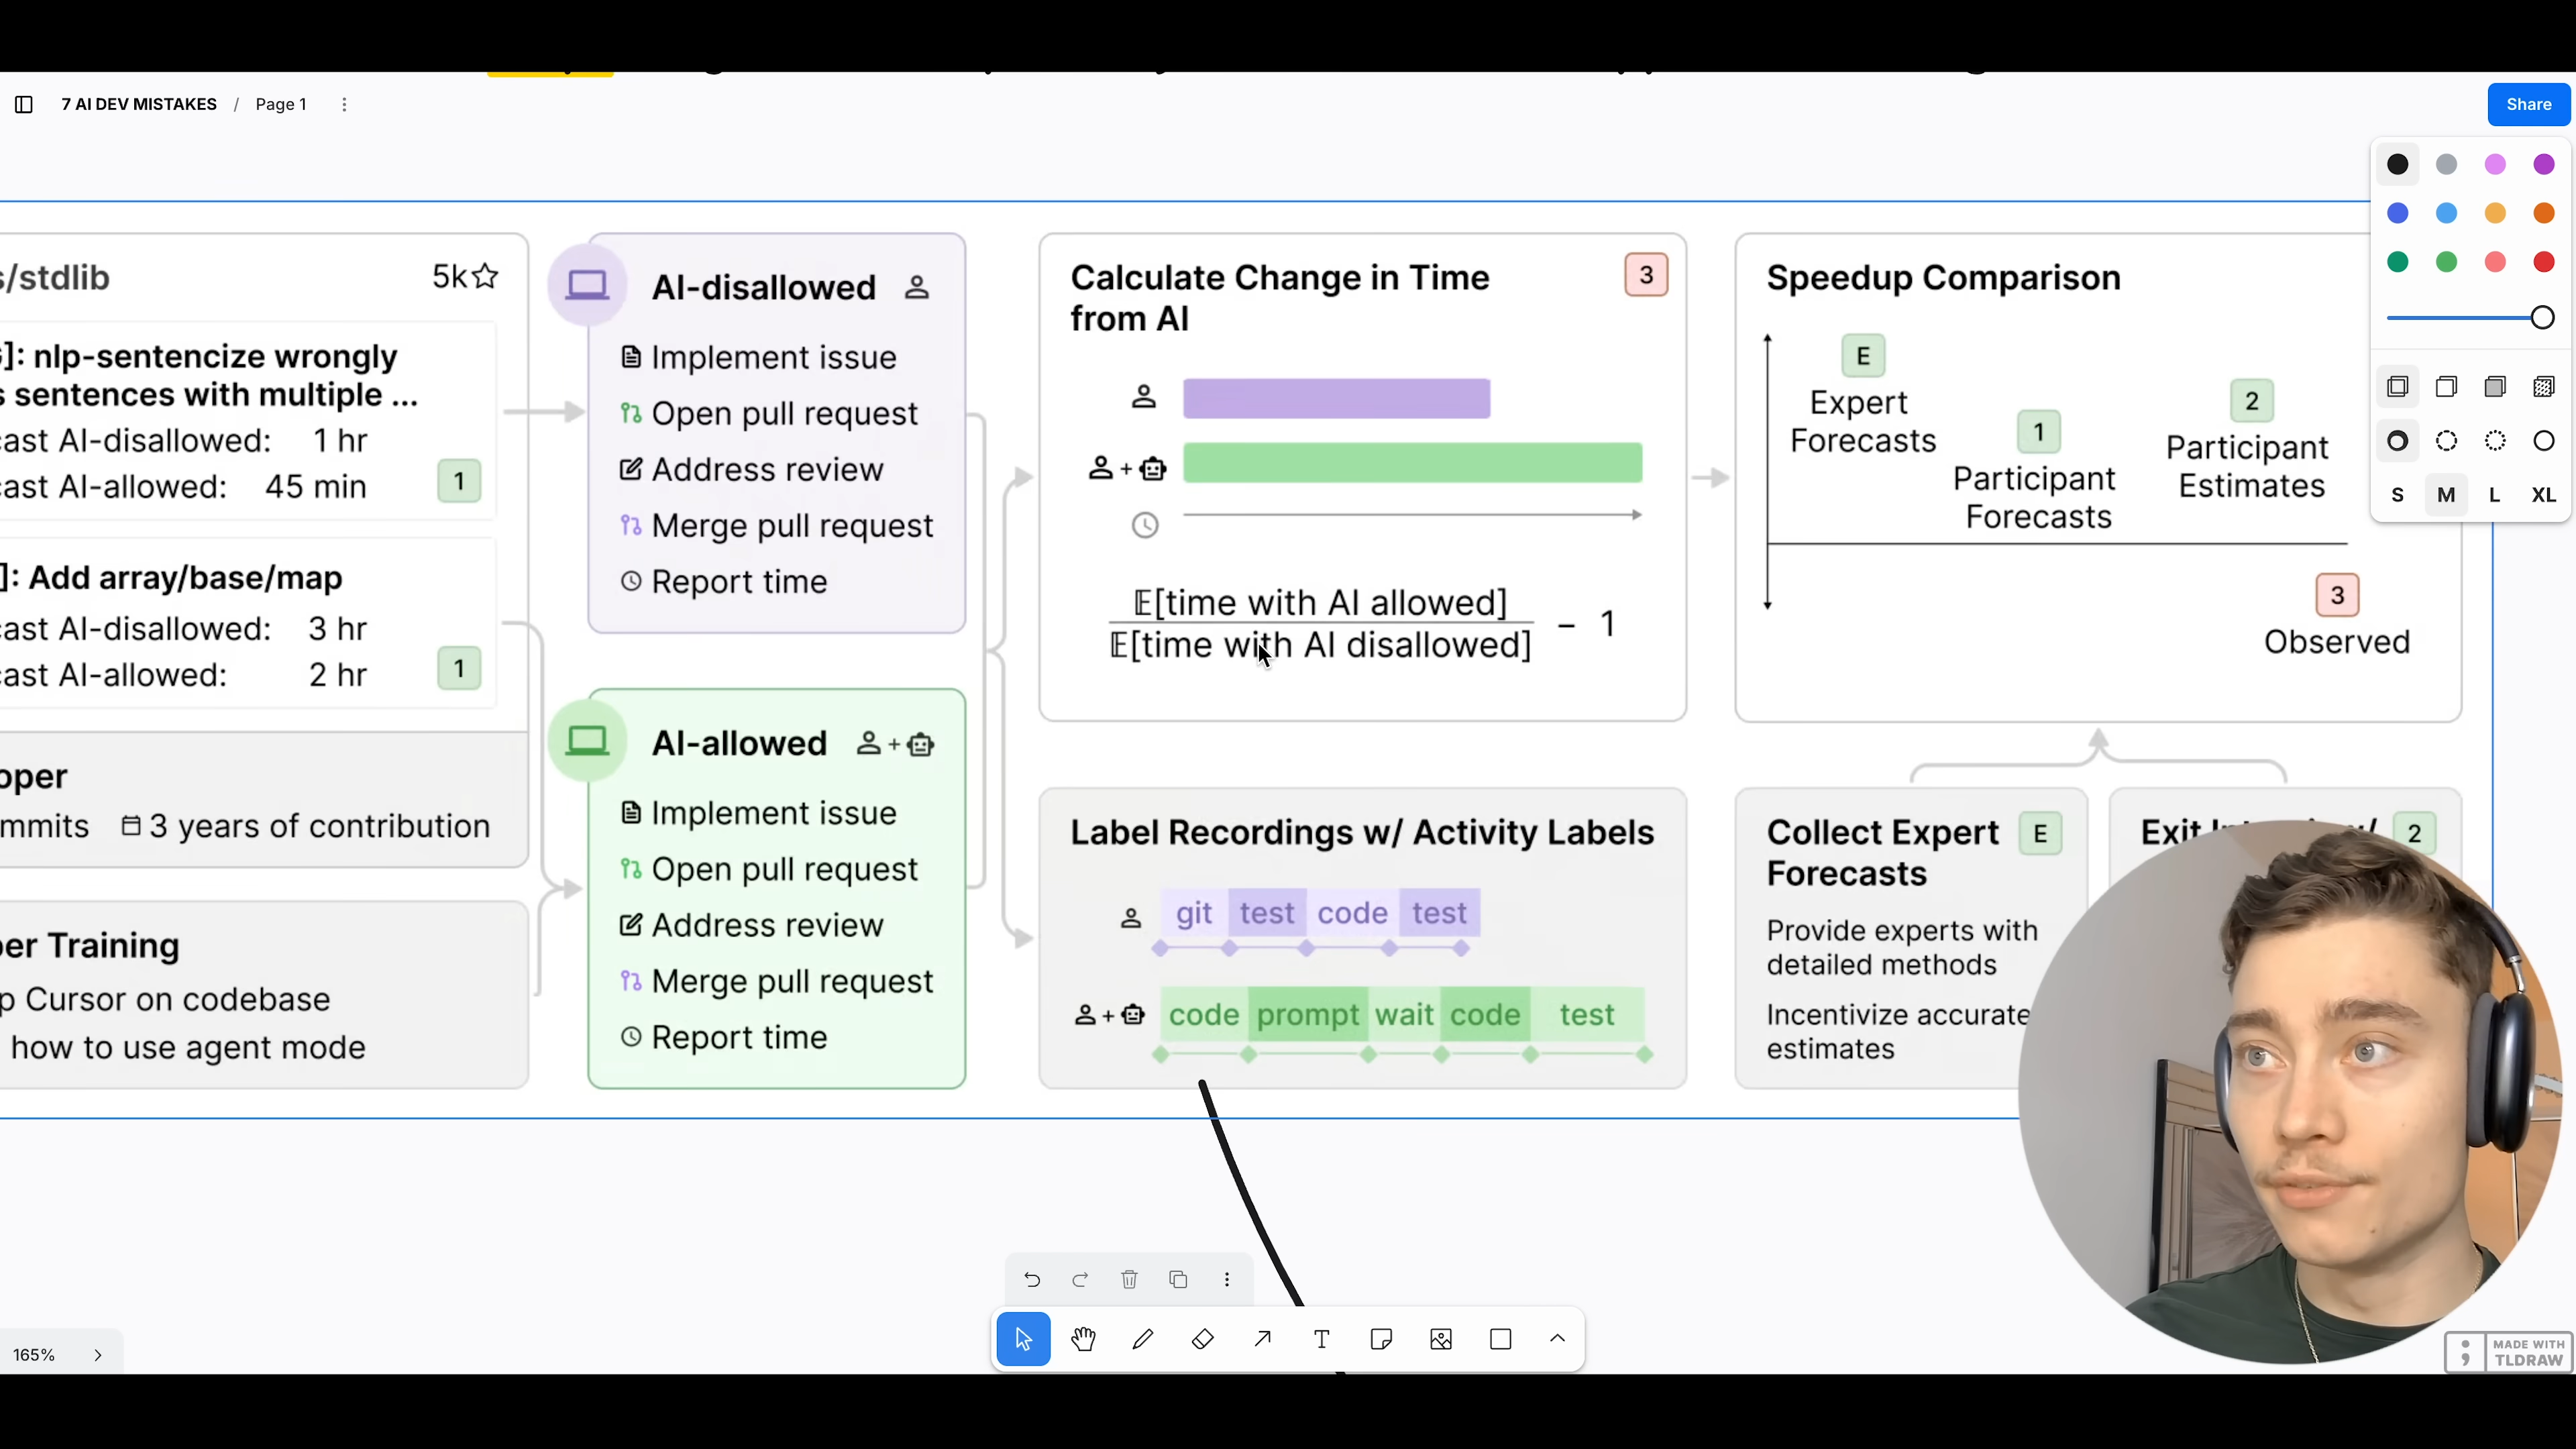 7 AI DEV MISTAKES / Page 1
Share
s/stdlib
5k
]: nlp-sentencize wrongly
s sentences with multiple ...
cast AI-disallowed: 1 hr
cast AI-allowed: 45 min
1
]: Add array/base/map
cast AI-disallowed: 3 hr
cast AI-allowed: 2 hr
1
oper
mmits 3 years of contribution
per Training
p Cursor on codebase
how to use agent mode
AI-disallowed
Implement issue
Open pull request
Address review
Merge pull request
Report time
AI-allowed
+
Implement issue
Open pull request
Address review
Merge pull request
Report time
Calculate Change in Time
from AI
3
+
𝔼[time with AI allowed]
𝔼[time with AI disallowed]
− 1
Label Recordings w/ Activity Labels
git test code test
+
code prompt wait code test
Speedup Comparison
E
Expert
Forecasts
1
Participant
Forecasts
2
Participant
Estimates
3
Observed
Collect Expert
Forecasts
E
Provide experts with
detailed methods
Incentivize accurate
estimates
Exit
2
S M L XL
T
165%
MADE WITH
TLDRAW